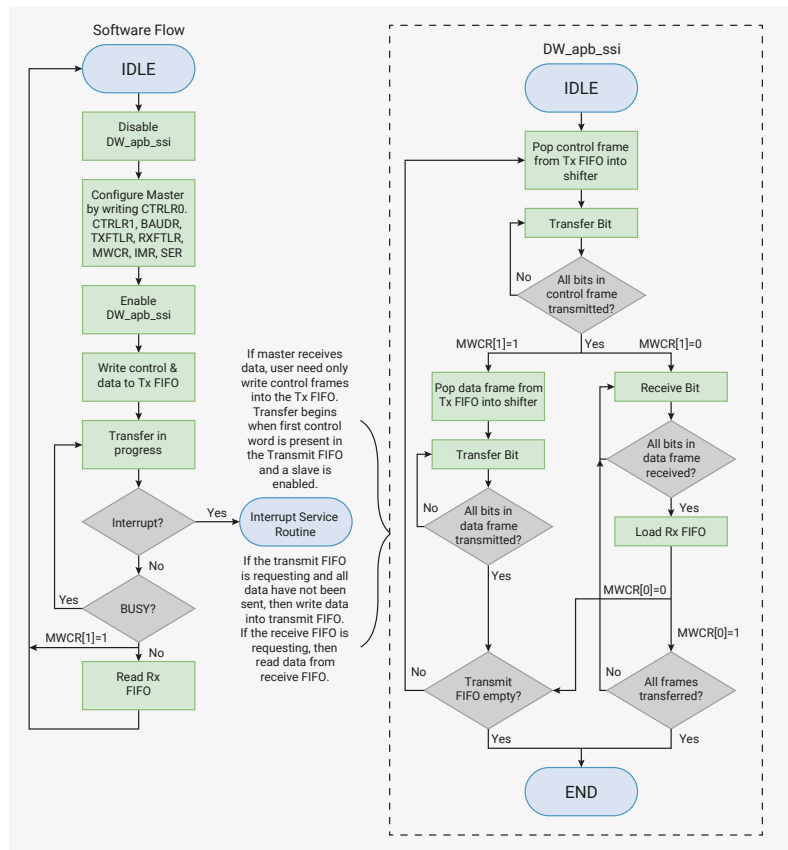 Software Flow
IDLE
Disable
DW_apb_ssi
Configure Master
by writing CTRLR0.
CTRLR1, BAUDR,
TXFTLR, RXFTLR,
MWCR, IMR, SER
Enable
DW_apb_ssi
Write control &
data to Tx FIFO
Transfer in
progress
Interrupt?
Yes
Interrupt Service
Routine
No
BUSY?
Yes
MWCR[1]=1
No
Read Rx
FIFO
If master receives
data, user need only
write control frames
into the Tx FIFO.
Transfer begins
when first control
word is present in
the Transmit FIFO
and a slave is
enabled.
If the transmit FIFO
is requesting and all
data have not been
sent, then write data
into transmit FIFO.
If the receive FIFO is
requesting, then
read data from
receive FIFO.
DW_apb_ssi
IDLE
Pop control frame
from Tx FIFO into
shifter
Transfer Bit
No
All bits in
control frame
transmitted?
MWCR[1]=1
Yes
MWCR[1]=0
Pop data frame from
Tx FIFO into shifter
Transfer Bit
No
All bits in
data frame
transmitted?
Yes
Receive Bit
All bits in
data frame
received?
Yes
Load Rx FIFO
MWCR[0]=0
MWCR[0]=1
No
Transmit
FIFO empty?
Yes
No
All frames
transferred?
Yes
END